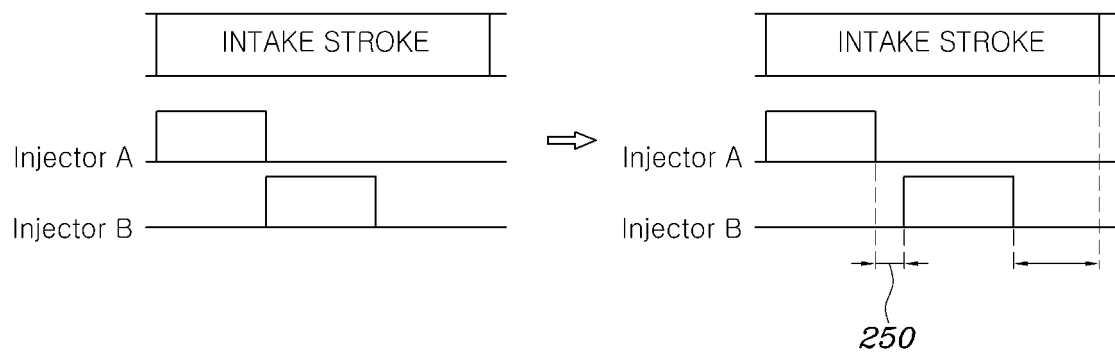 INTAKE STROKE
Injector A
Injector B
INTAKE STROKE
Injector A
Injector B
250